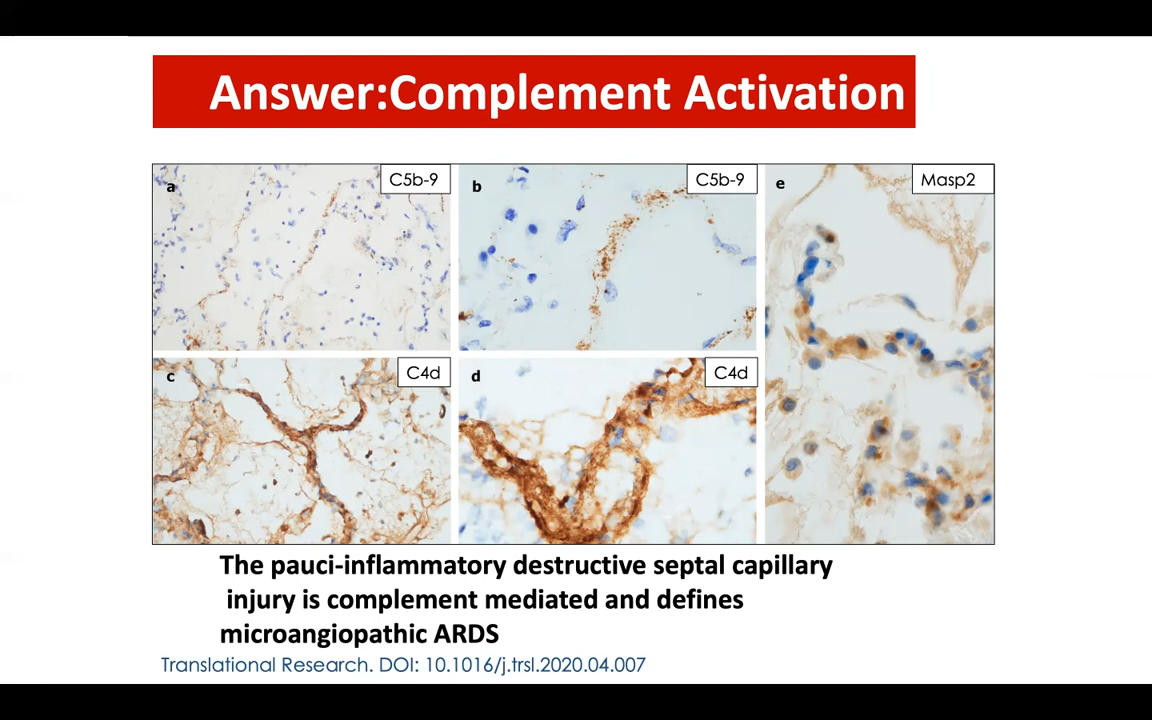 Answer:Complement Activation
a
C5b-9
b
C5b-9
e
Masp2
c
C4d
d
C4d
The pauci-inflammatory destructive septal capillary
injury is complement mediated and defines
microangiopathic ARDS
Translational Research. DOI: 10.1016/j.trsl.2020.04.007